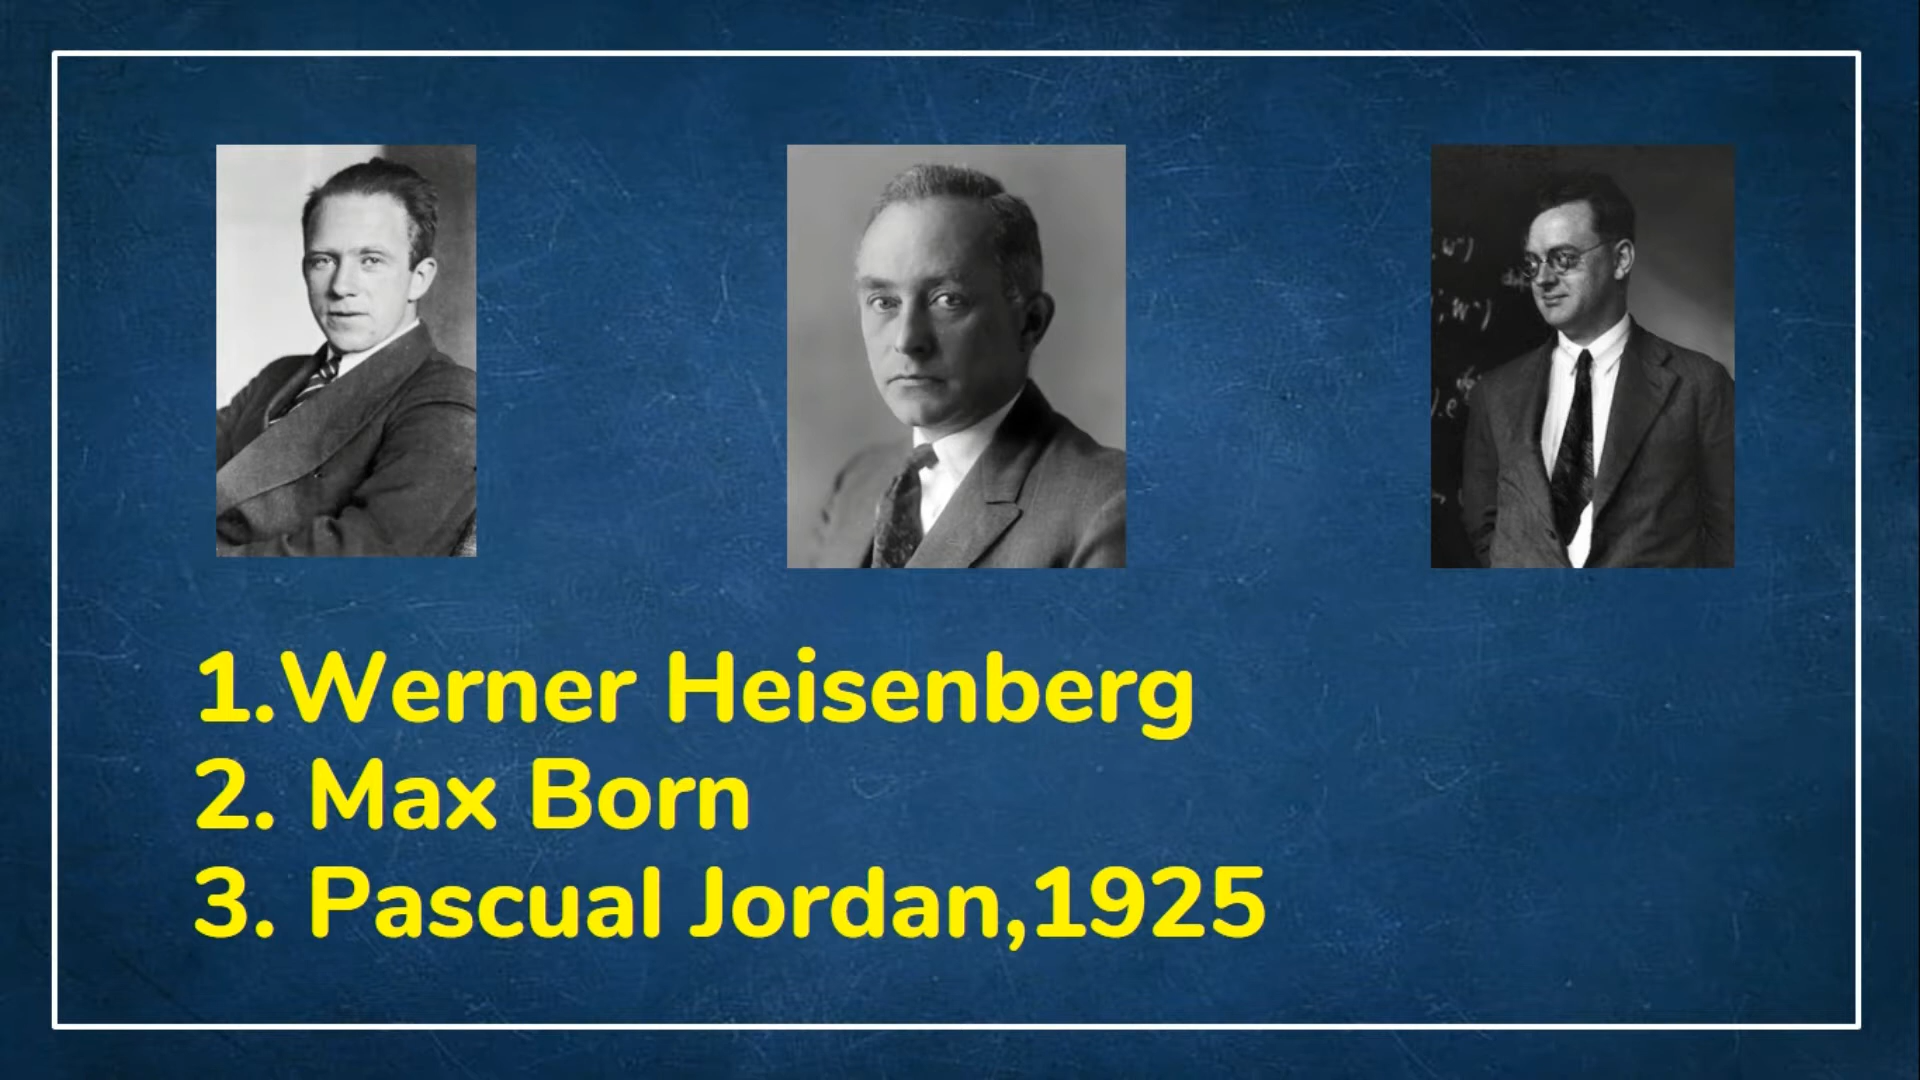 1.Werner Heisenberg
2. Max Born
3. Pascual Jordan,1925